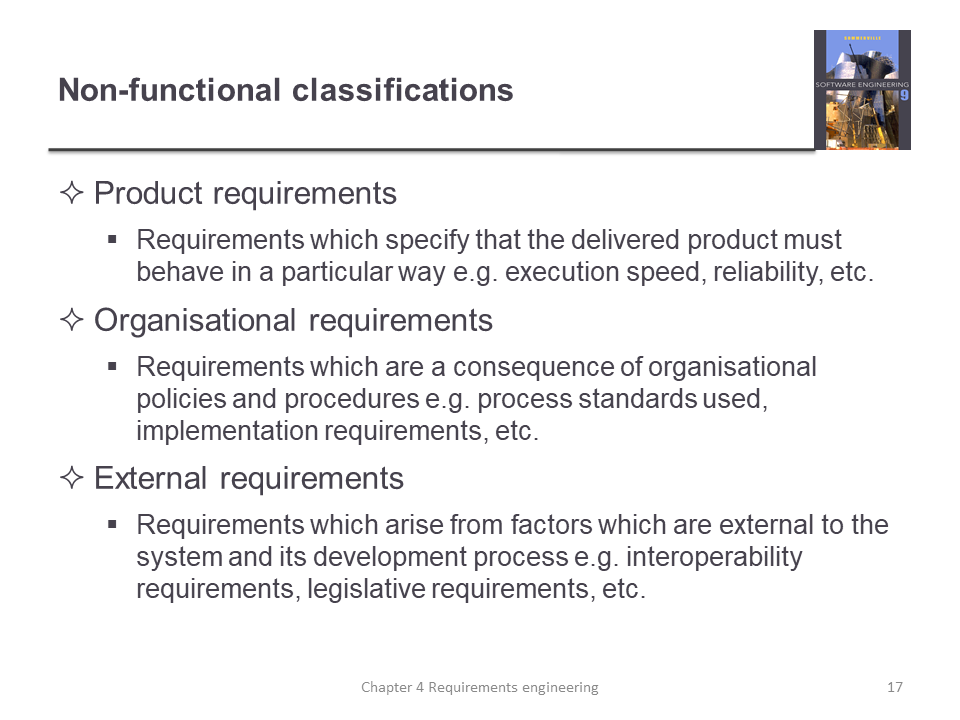 Non-functional classifications
SOMMERVILLE
SOFTWARE ENGINEERING
9
Product requirements
Requirements which specify that the delivered product must
behave in a particular way e.g. execution speed, reliability, etc.
Organisational requirements
Requirements which are a consequence of organisational
policies and procedures e.g. process standards used,
implementation requirements, etc.
External requirements
Requirements which arise from factors which are external to the
system and its development process e.g. interoperability
requirements, legislative requirements, etc.
Chapter 4 Requirements engineering
17